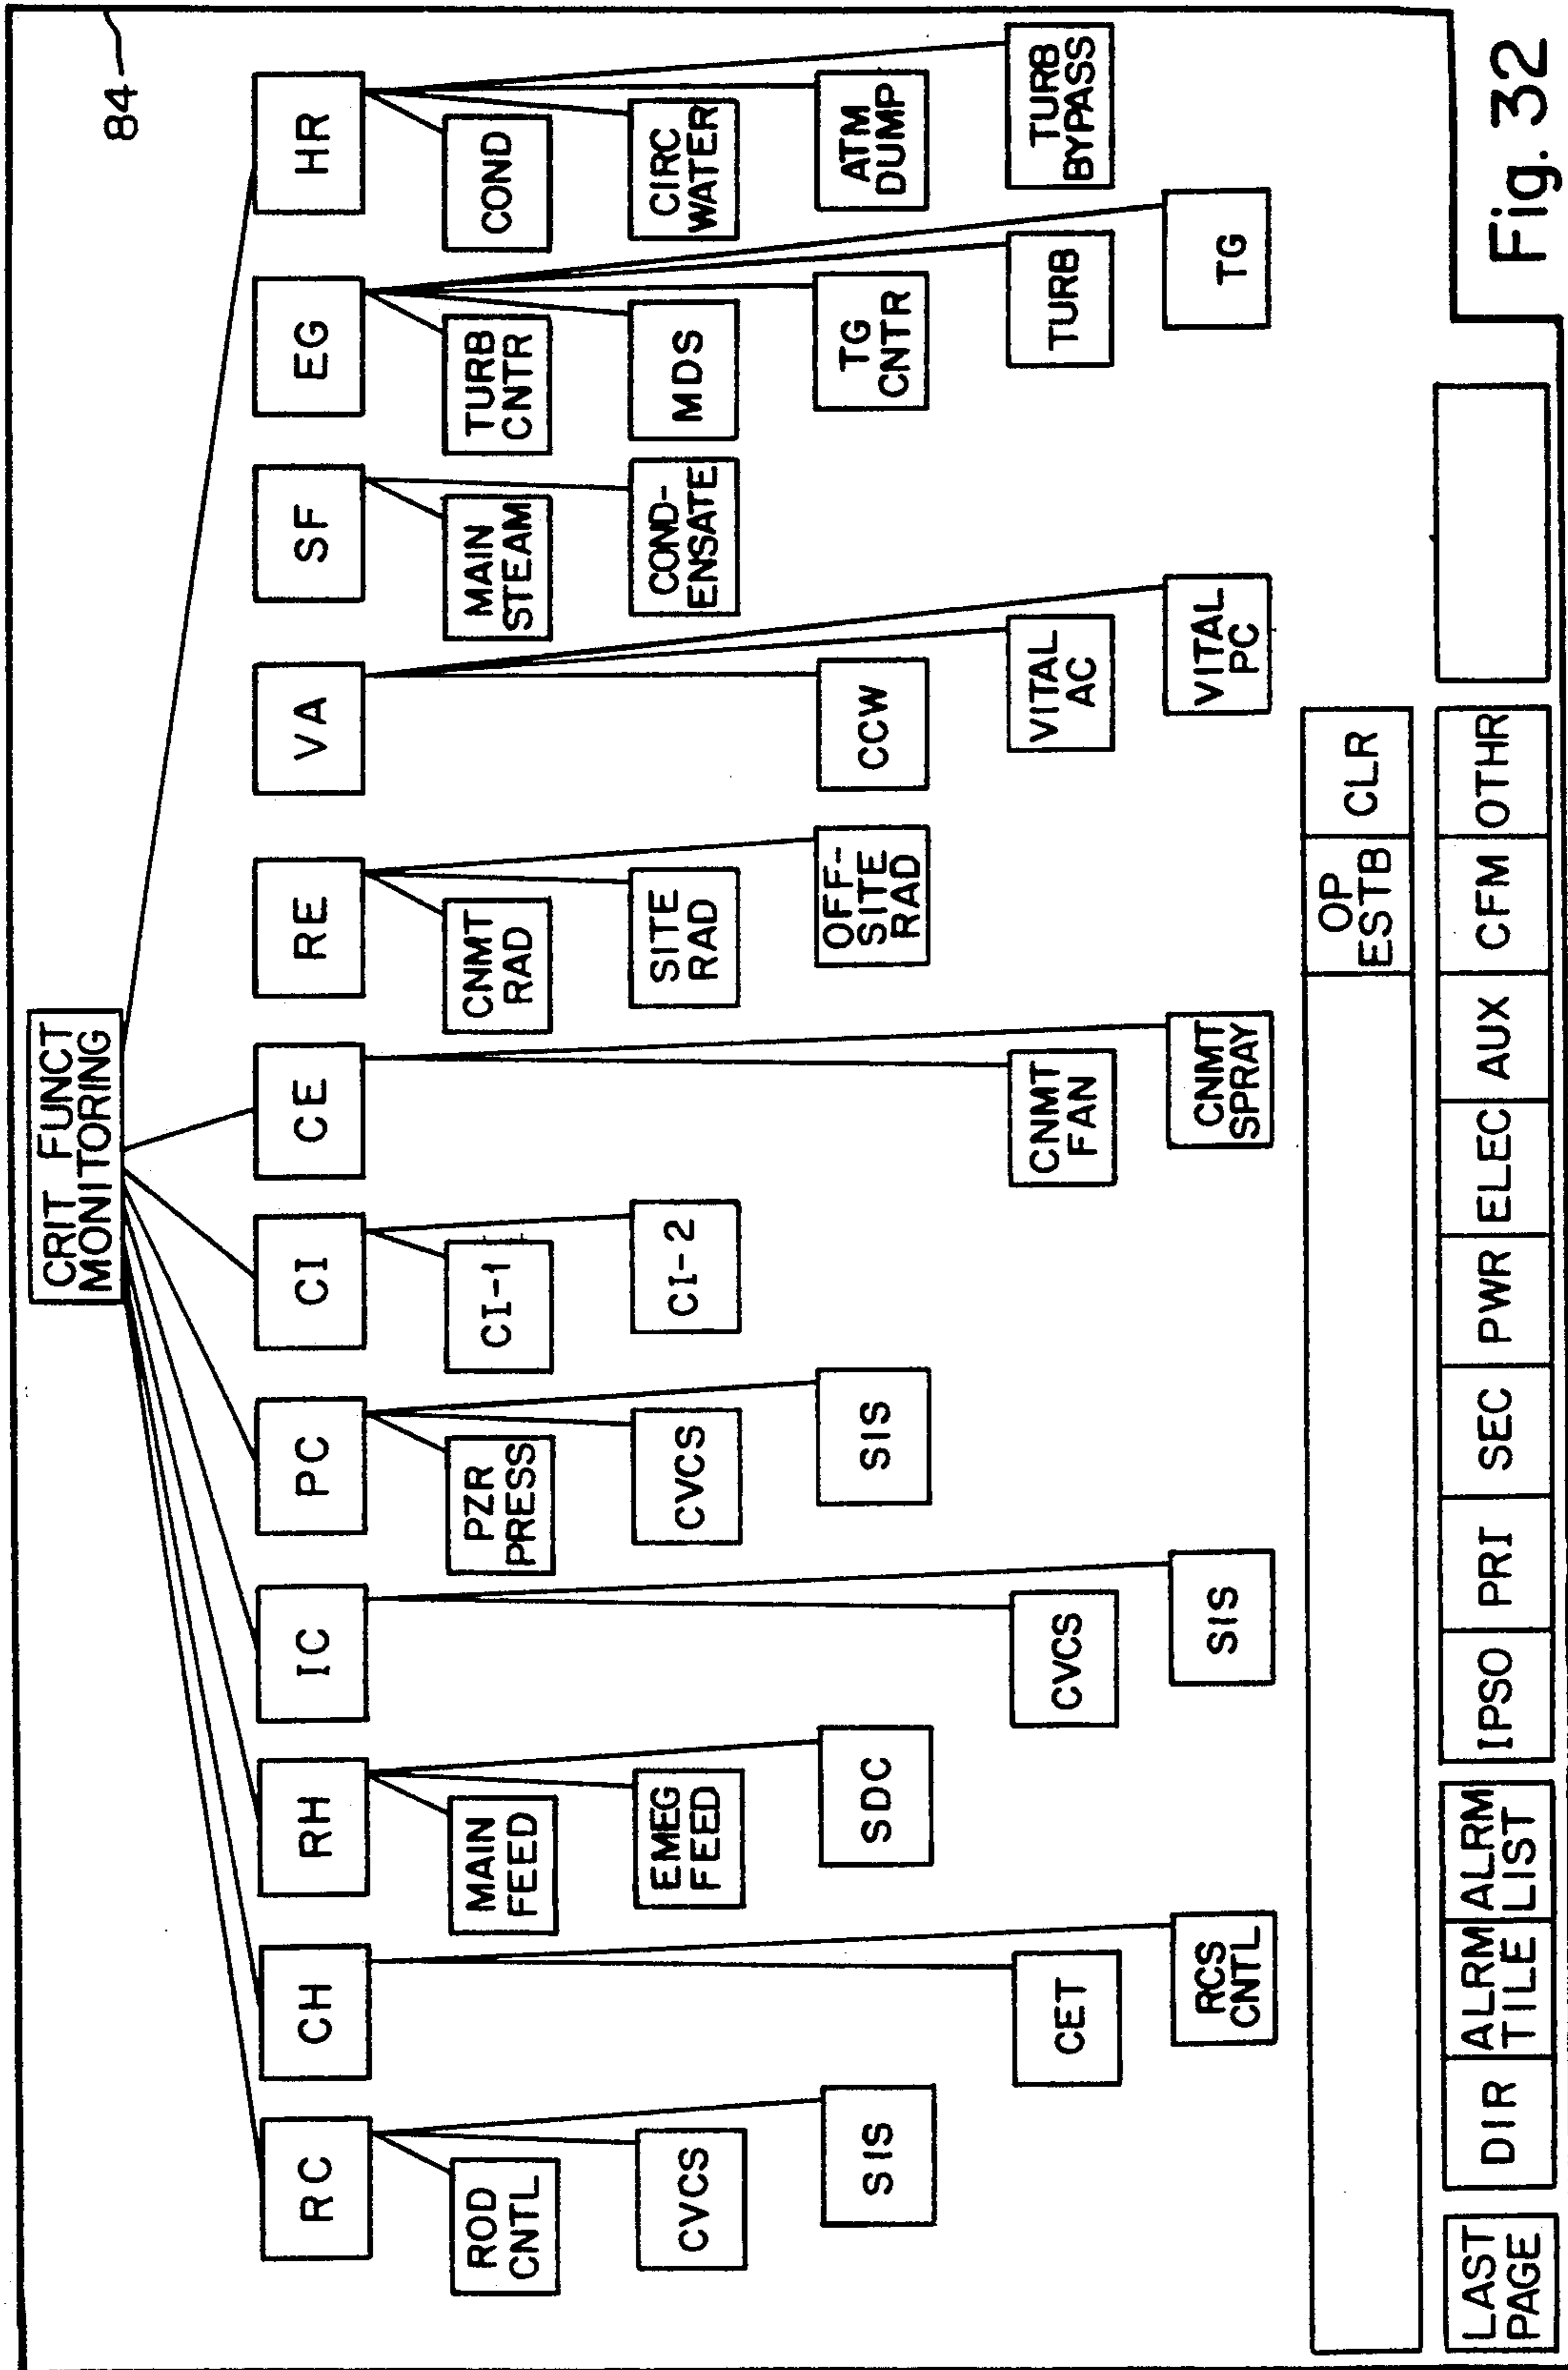 84
CRIT FUNCT
MONITORING
RC
CH
RH
IC
PC
CI
CE
RE
VA
SF
EG
HR
ROD
CNTL
MAIN
FEED
PZR
PRESS
CI-1
CNMT
RAD
MAIN
STEAM
TURB
CNTR
COND
CVCS
EMEG
FEED
CVCS
CI-2
SITE
RAD
COND-
ENSATE
MDS
CIRC
WATER
SIS
SDC
SIS
OFF-
SITE
RAD
CCW
TG
CNTR
ATM
DUMP
CET
CVCS
CNMT
FAN
VITAL
AC
TURB
TURB
BYPASS
RCS
CNTL
SIS
CNMT
SPRAY
VITAL
PC
TG
OP
ESTB
CLR
LAST
PAGE
DIR
ALRM
TILE
ALRM
LIST
IPSO
PRI
SEC
PWR
ELEC
AUX
CFM
OTHR
Fig. 32